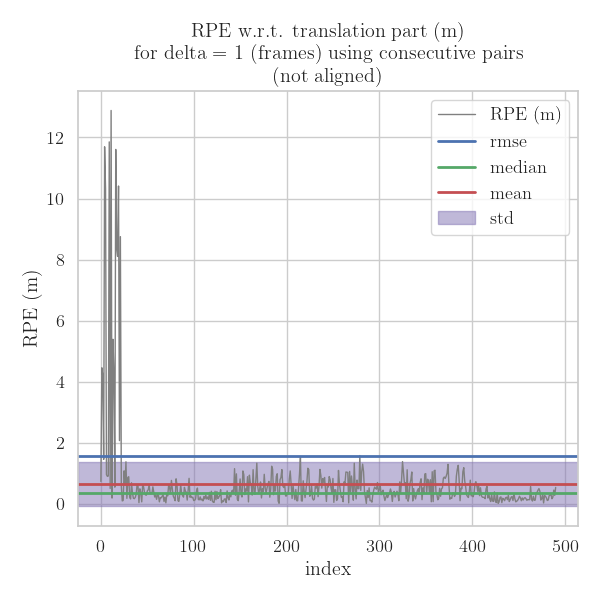 RPE w.r.t. translation part (m)
for delta = 1 (frames) using consecutive pairs
(not aligned)
RPE (m)
rmse
median
mean
std
12
10
8
6
4
2
0
RPE (m)
0
100
200
300
400
500
index